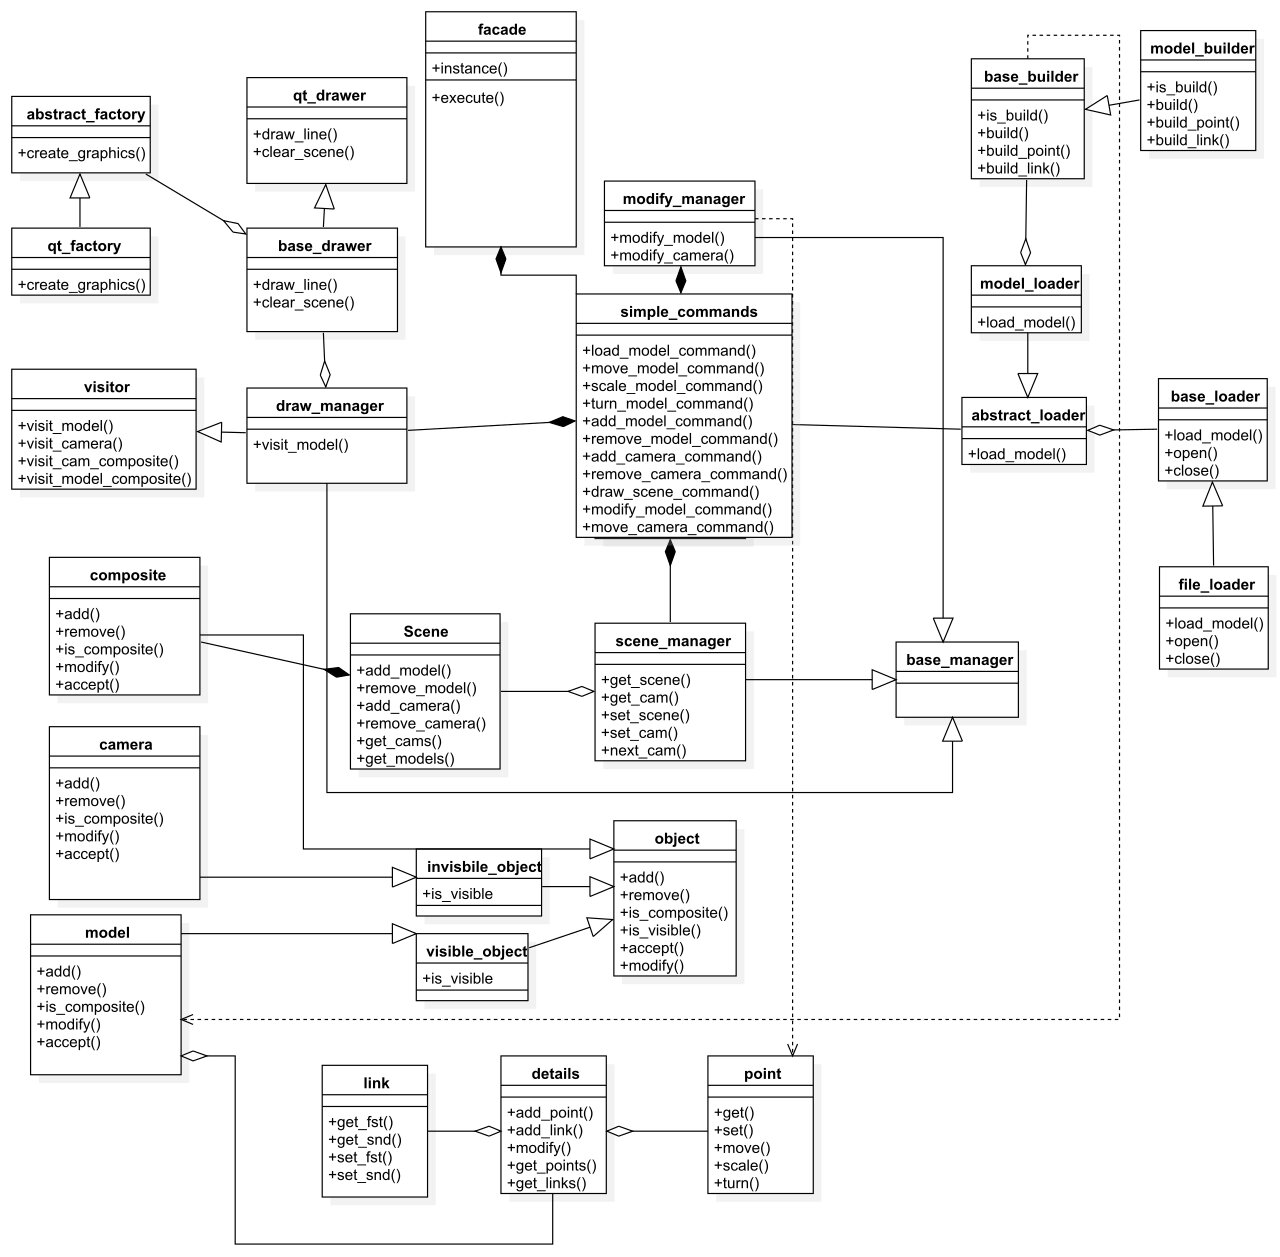 facade
+instance()
+execute()
model_builder
+is_build()
+build()
+build_point()
+build_link()
base_builder
+is_build()
+build()
+build_point()
+build_link()
qt_drawer
+draw_line()
+clear_scene()
abstract_factory
+create_graphics()
modify_manager
+modify_model()
+modify_camera()
qt_factory
+create_graphics()
base_drawer
+draw_line()
+clear_scene()
model_loader
+load_model()
simple_commands
+load_model_command()
+move_model_command()
+scale_model_command()
+turn_model_command()
+add_model_command()
+remove_model_command()
+add_camera_command()
+remove_camera_command()
+draw_scene_command()
+modify_model_command()
+move_camera_command()
visitor
+visit_model()
+visit_camera()
+visit_cam_composite()
+visit_model_composite()
draw_manager
+visit_model()
abstract_loader
+load_model()
base_loader
+load_model()
+open()
+close()
file_loader
+load_model()
+open()
+close()
composite
+add()
+remove()
+is_composite()
+modify()
+accept()
Scene
+add_model()
+remove_model()
+add_camera()
+remove_camera()
+get_cams()
+get_models()
scene_manager
+get_scene()
+get_cam()
+set_scene()
+set_cam()
+next_cam()
base_manager
camera
+add()
+remove()
+is_composite()
+modify()
+accept()
invisbile_object
+is_visible
object
+add()
+remove()
+is_composite()
+is_visible()
+accept()
+modify()
model
+add()
+remove()
+is_composite()
+modify()
+accept()
visible_object
+is_visible
link
+get_fst()
+get_snd()
+set_fst()
+set_snd()
details
+add_point()
+add_link()
+modify()
+get_points()
+get_links()
point
+get()
+set()
+move()
+scale()
+turn()